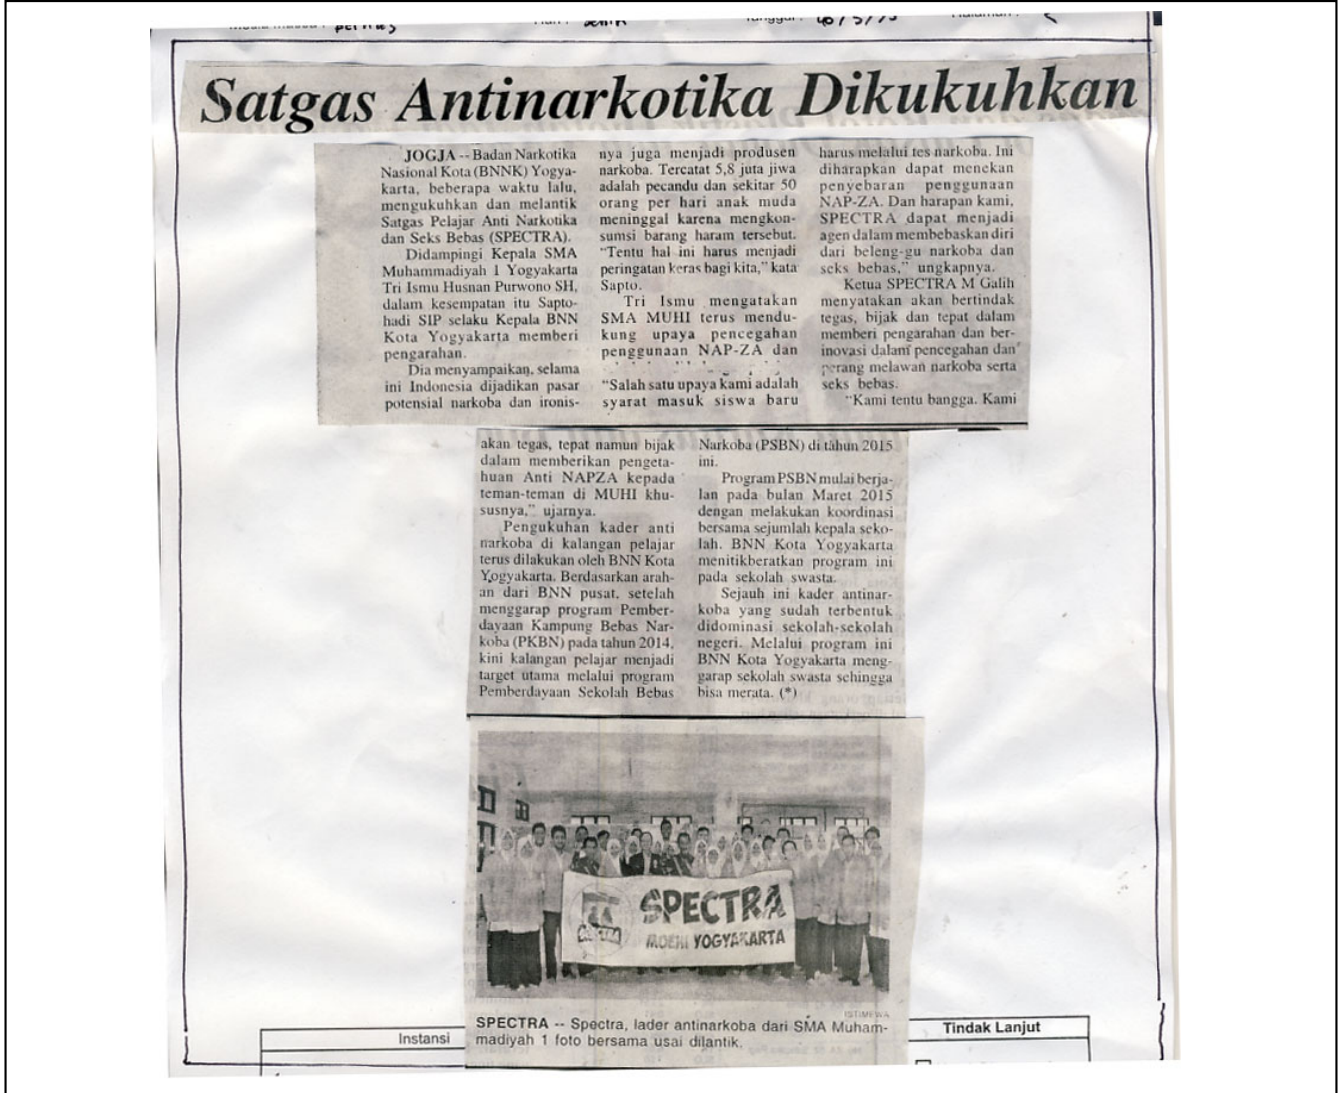 Satgas Antinarkotika Dikukuhkan
JOGJA -- Badan Narkotika
Nasional Kota (BNNK) Yogya-
karta, beberapa waktu lalu,
mengukuhkan dan melantik
Satgas Pelajar Anti Narkotika
dan Seks Bebas (SPECTRA).
Didampingi Kepala SMA
Muhammadiyah 1 Yogyakarta
Tri Ismu Husnan Purwono SH,
dalam kesempatan itu Sapto-
hadi SIP selaku Kepala BNN
Kota Yogyakarta memberi
pengarahan.
Dia menyampaikan, selama
ini Indonesia dijadikan pasar
potensial narkoba dan ironis-
nya juga menjadi produsen
narkoba. Tercatat 5,8 juta jiwa
adalah pecandu dan sekitar 50
orang per hari anak muda
meninggal karena mengkon-
sumsi barang haram tersebut.
"Tentu hal ini harus menjadi
peringatan keras bagi kita," kata
Sapto.
Tri Ismu mengatakan
SMA MUHI terus mendu-
kung upaya pencegahan
penggunaan NAP-ZA dan
"Salah satu upaya kami adalah
syarat masuk siswa baru
harus melalui tes narkoba. Ini
diharapkan dapat menekan
penyebaran penggunaan
NAP-ZA. Dan harapan kami,
SPECTRA dapat menjadi
agen dalam membebaskan diri
dari beleng-gu narkoba dan
seks bebas," ungkapnya.
Ketua SPECTRA M Galih
menyatakan akan bertindak
tegas, bijak dan tepat dalam
memberi pengarahan dan ber-
inovasi dalam pencegahan dan
perang melawan narkoba serta
seks bebas.
"Kami tentu bangga. Kami
akan tegas, tepat namun bijak
dalam memberikan pengeta-
huan Anti NAPZA kepada
teman-teman di MUHI khu-
susnya," ujarnya.
Pengukuhan kader anti
narkoba di kalangan pelajar
terus dilakukan oleh BNN Kota
Yogyakarta. Berdasarkan arah-
an dari BNN pusat, setelah
menggarap program Pember-
dayaan Kampung Bebas Nar-
koba (PKBN) pada tahun 2014,
kini kalangan pelajar menjadi
target utama melalui program
Pemberdayaan Sekolah Bebas
Narkoba (PSBN) di tahun 2015
ini.
Program PSBN mulai berja-
lan pada bulan Maret 2015
dengan melakukan koordinasi
bersama sejumlah kepala seko-
lah. BNN Kota Yogyakarta
menitikberatkan program ini
pada sekolah swasta.
Sejauh ini kader antinar-
koba yang sudah terbentuk
didominasi sekolah-sekolah
negeri. Melalui program ini
BNN Kota Yogyakarta meng-
garap sekolah swasta sehingga
bisa merata. (*)
SPECTRA
MOEHI YOGYAKARTA
ISTIMEWA
SPECTRA -- Spectra, lader antinarkoba dari SMA Muham-
madiyah 1 foto bersama usai dilantik.
Instansi
Tindak Lanjut